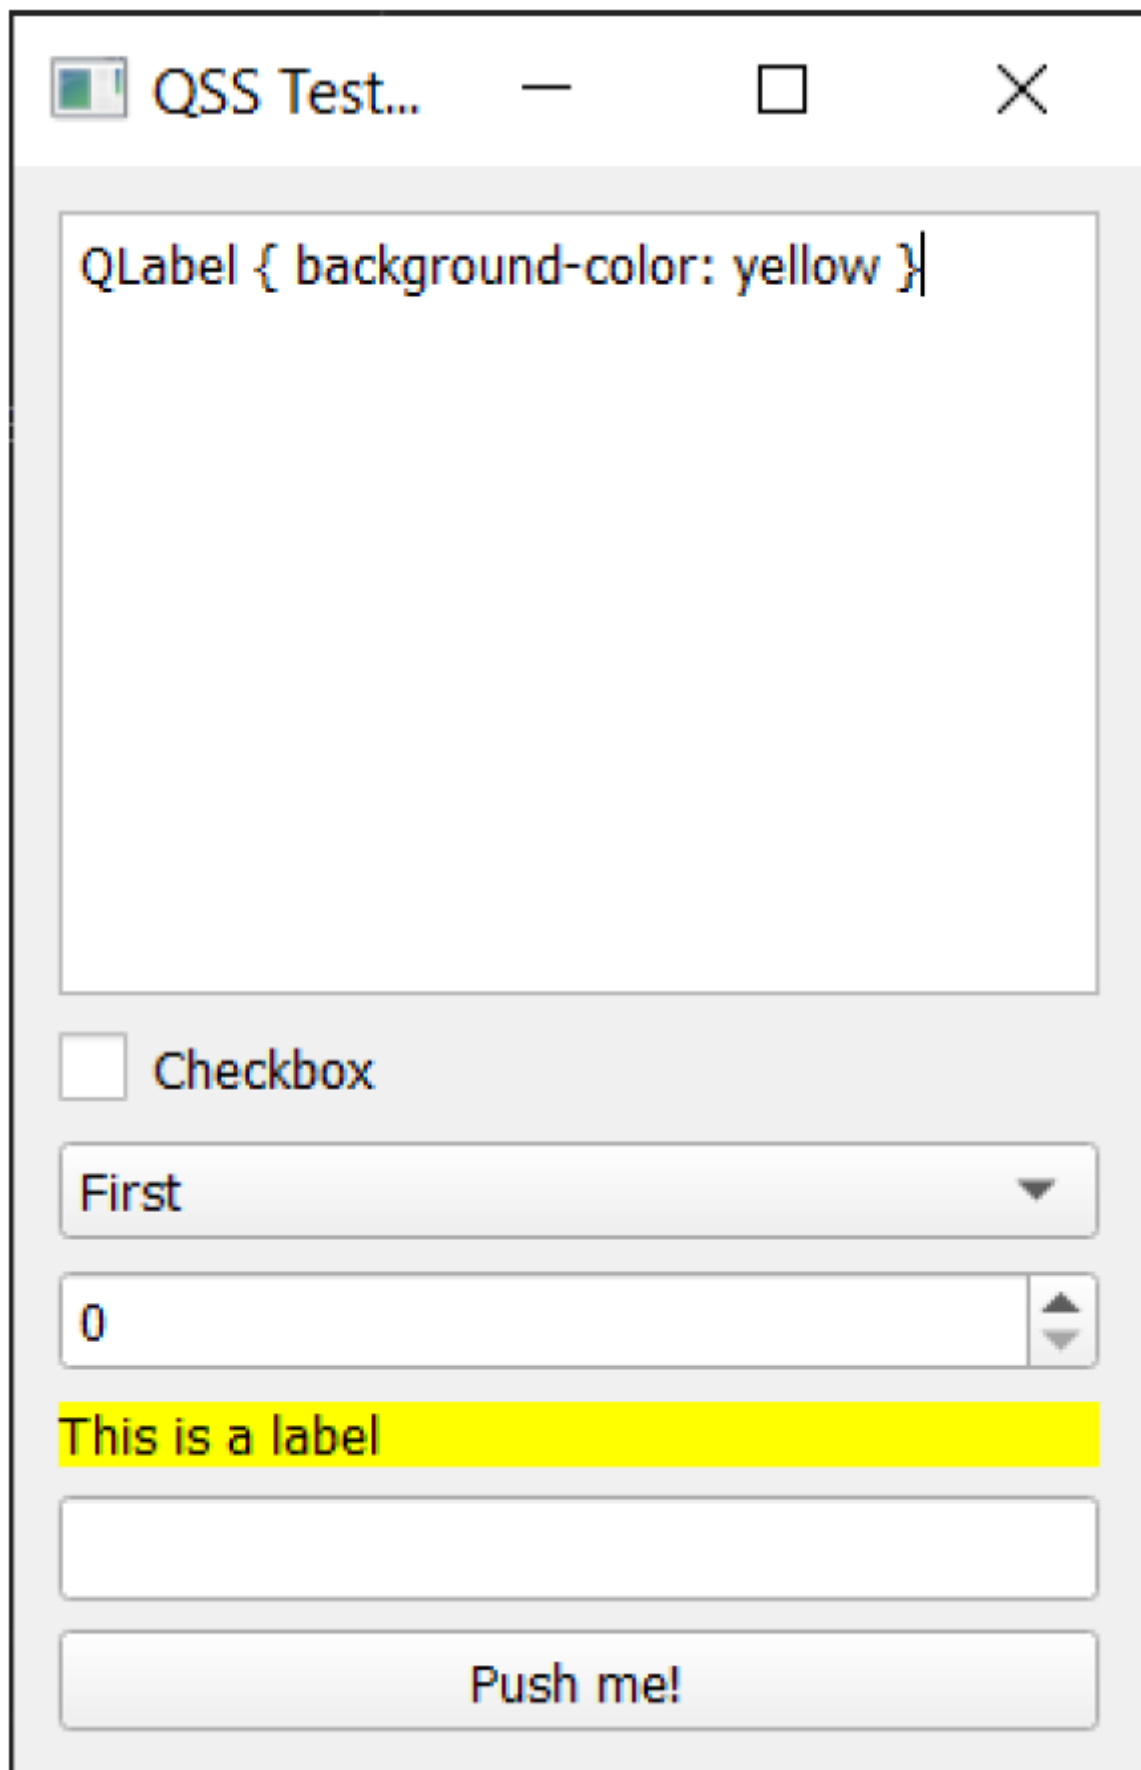 QSS Test...
QLabel { background-color: yellow }
Checkbox
First
0
This is a label
Push me!